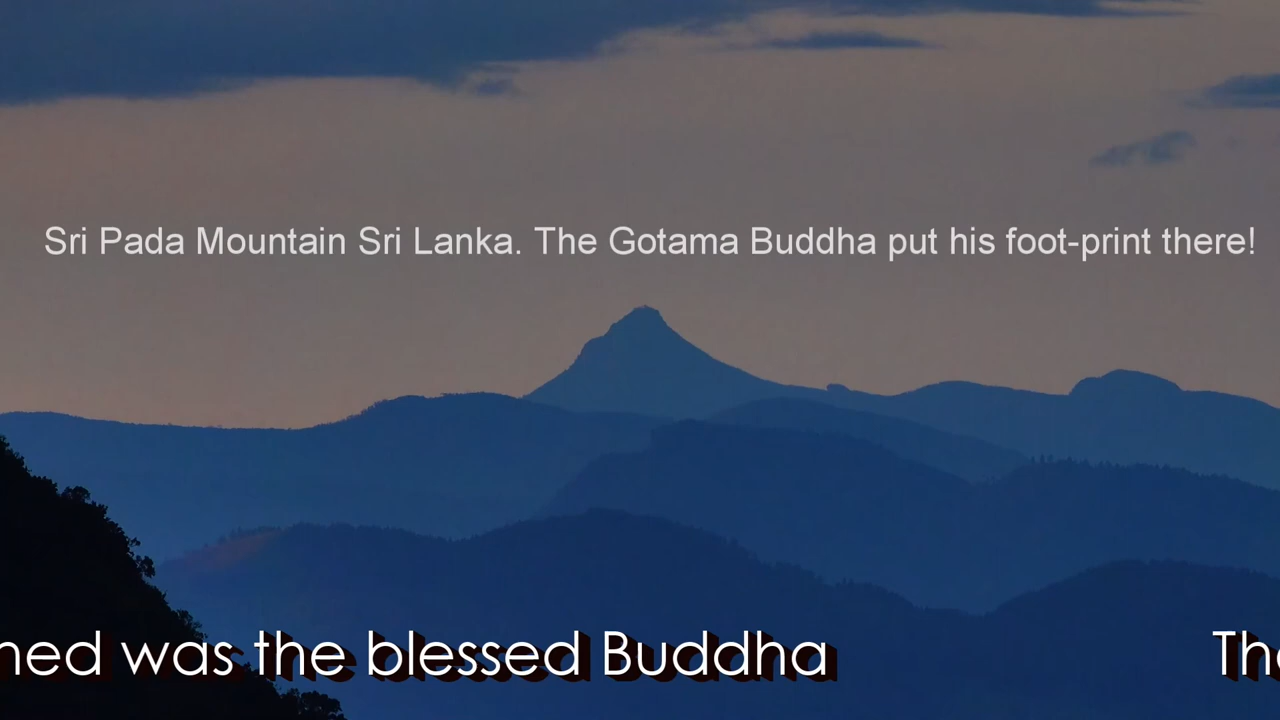 Sri Pada Mountain Sri Lanka. The Gotama Buddha put his foot-print there!
was the blessed Buddha